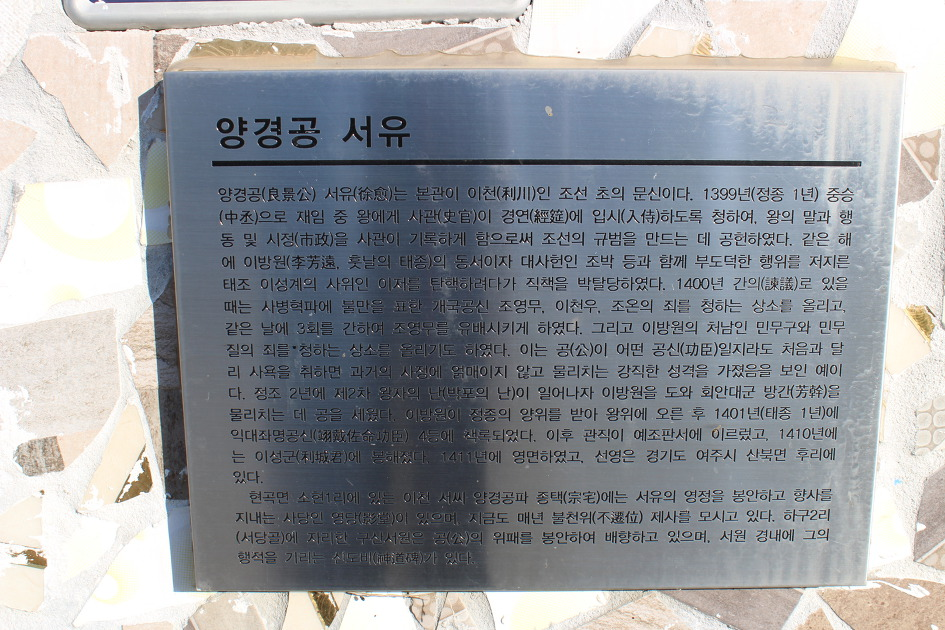 양경공 서유
양경공(良景公) 서유(徐愈)는 본관이 이천(利川)인 조선 초의 문신이다. 1399년(정종 1년) 중승
(中丞)으로 재임 중 왕에게 사관(史官)이 경연(經筵)에 입시(入侍)하도록 청하여, 왕의 말과 행
동 및 시정(市政)을 사관이 기록하게 함으로써 조선의 규범을 만드는 데 공헌하였다. 같은 해
에 이방원(李芳遠, 훗날의 태종)의 동서이자 대사헌인 조박 등과 함께 부도덕한 행위를 저지른
태조 이성계의 사위인 이저를 탄핵하려다가 직책을 박탈당하였다. 1400년 간의(諫議)로 있을
때는 사병혁파에 불만을 표한 개국공신 조영무, 이천우, 조온의 죄를 청하는 상소를 올리고,
같은 날에 3회를 간하여 조영무를 유배시키게 하였다. 그리고 이방원의 처남인 민무구와 민무
질의 죄를 청하는 상소를 올리기도 하였다. 이는 공(公)이 어떤 공신(功臣)일지라도 처음과 달
리 사욕을 취하면 과거의 사정에 얽매이지 않고 물리치는 강직한 성격을 가졌음을 보인 예이
다. 정조 2년에 제2차 왕자의 난(박포의 난)이 일어나자 이방원을 도와 회안대군 방간(芳幹)을
물리치는 데 공을 세웠다. 이방원이 정종의 양위를 받아 왕위에 오른 후 1401년(태종 1년)에
익대좌명공신(翊戴佐命功臣) 4등에 책록되었다. 이후 관직이 예조판서에 이르렀고, 1410년에
는 이성군(利城君)에 봉해졌다. 1411년에 영면하였고, 선영은 경기도 여주시 산북면 후리에
있다.
현곡면 소현1리에 있는 이천 서씨 양경공파 종택(宗宅)에는 서유의 영정을 봉안하고 향사를
지내는 사당인 영당(影堂)이 있으며, 지금도 매년 불천위(不遷位) 제사를 모시고 있다. 하구2리
(서당골)에 자리한 구산서원은 공(公)의 위패를 봉안하여 배향하고 있으며, 서원 경내에 그의
행적을 기리는 신도비(神道碑)가 있다.